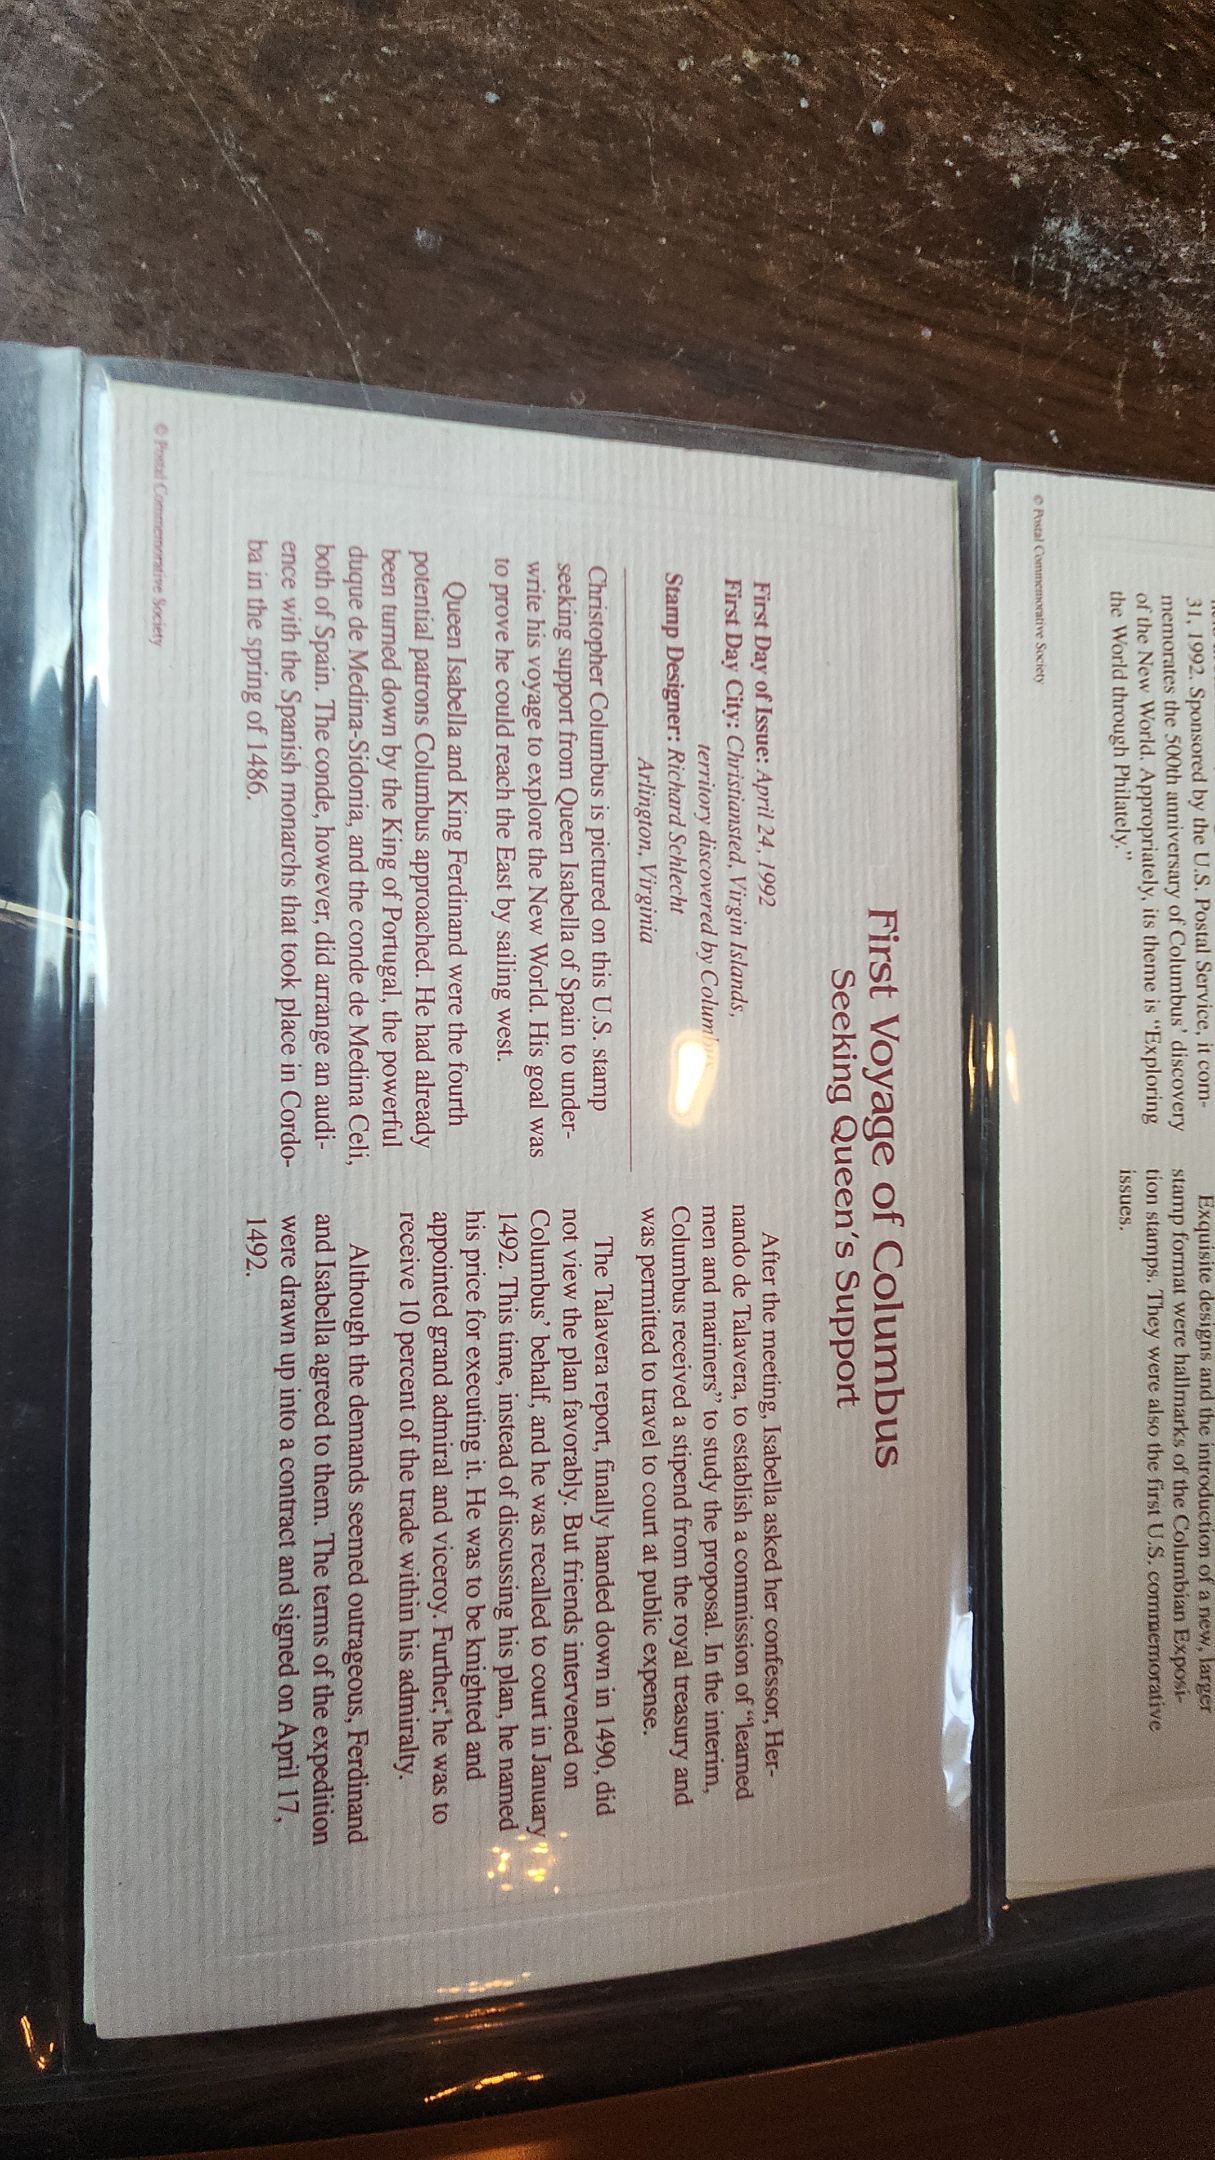 31, 1992. Sponsored by the U.S. Postal Service, it com-
memorates the 500th anniversary of Columbus' discovery
of the New World. Appropriately, its theme is "Exploring
the World through Philately."
Exquisite designs and the introduction of a new, larger
stamp format were hallmarks of the Columbian Exposi-
tion stamps. They were also the first U.S. commemorative
issues.
© Postal Commemorative Society
First Voyage of Columbus
Seeking Queen's Support
First Day of Issue: April 24, 1992
First Day City: Christiansted, Virgin Islands,
territory discovered by Columbus
Stamp Designer: Richard Schlecht
Arlington, Virginia
Christopher Columbus is pictured on this U.S. stamp
seeking support from Queen Isabella of Spain to under-
write his voyage to explore the New World. His goal was
to prove he could reach the East by sailing west.
Queen Isabella and King Ferdinand were the fourth
potential patrons Columbus approached. He had already
been turned down by the King of Portugal, the powerful
duque de Medina-Sidonia, and the conde de Medina Celi,
both of Spain. The conde, however, did arrange an audi-
ence with the Spanish monarchs that took place in Cordo-
ba in the spring of 1486.
After the meeting, Isabella asked her confessor, Her-
nando de Talavera, to establish a commission of "learned
men and mariners" to study the proposal. In the interim,
Columbus received a stipend from the royal treasury and
was permitted to travel to court at public expense.
The Talavera report, finally handed down in 1490, did
not view the plan favorably. But friends intervened on
Columbus' behalf, and he was recalled to court in January
1492. This time, instead of discussing his plan, he named
his price for executing it. He was to be knighted and
appointed grand admiral and viceroy. Further, he was to
receive 10 percent of the trade within his admiralty.
Although the demands seemed outrageous, Ferdinand
and Isabella agreed to them. The terms of the expedition
were drawn up into a contract and signed on April 17,
1492.
© Postal Commemorative Society